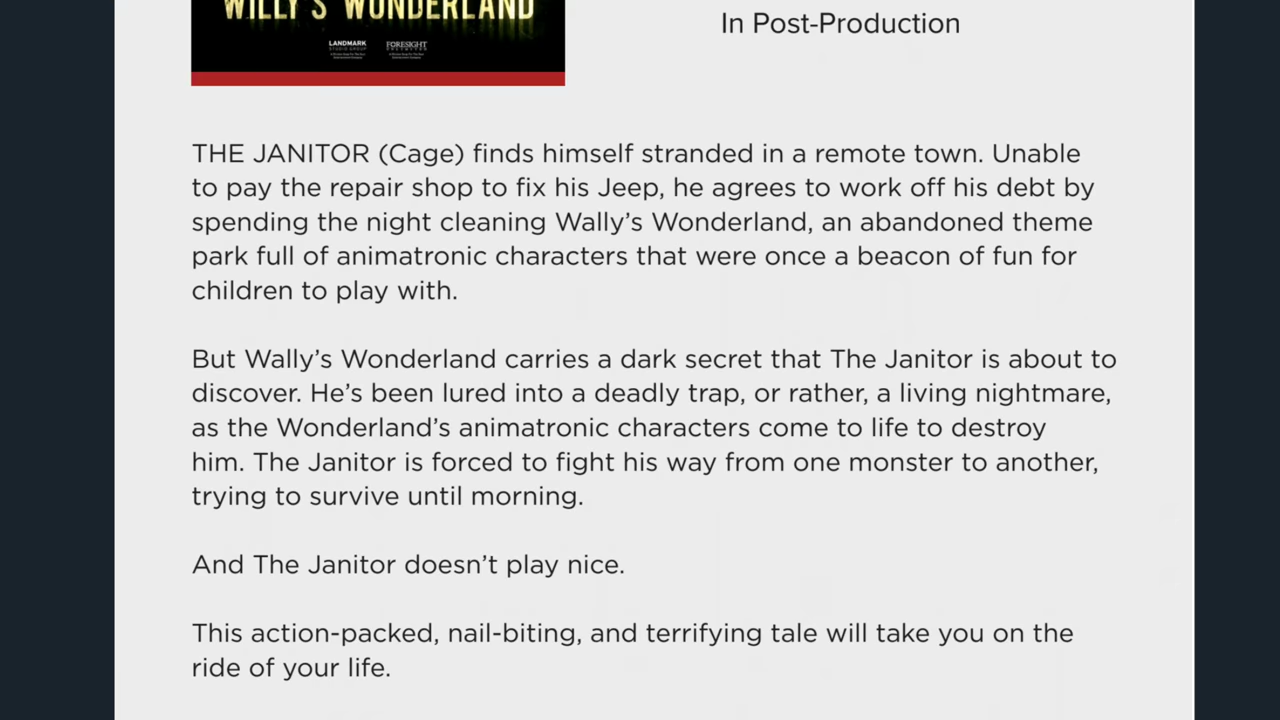 WILLY'S WONDERLAND
In Post-Production
LANDMARK
STUDIO GROUP
FORESIGHT
UNLIMITED
THE JANITOR (Cage) finds himself stranded in a remote town. Unable
to pay the repair shop to fix his Jeep, he agrees to work off his debt by
spending the night cleaning Wally’s Wonderland, an abandoned theme
park full of animatronic characters that were once a beacon of fun for
children to play with.
But Wally’s Wonderland carries a dark secret that The Janitor is about to
discover. He’s been lured into a deadly trap, or rather, a living nightmare,
as the Wonderland’s animatronic characters come to life to destroy
him. The Janitor is forced to fight his way from one monster to another,
trying to survive until morning.
And The Janitor doesn’t play nice.
This action-packed, nail-biting, and terrifying tale will take you on the
ride of your life.